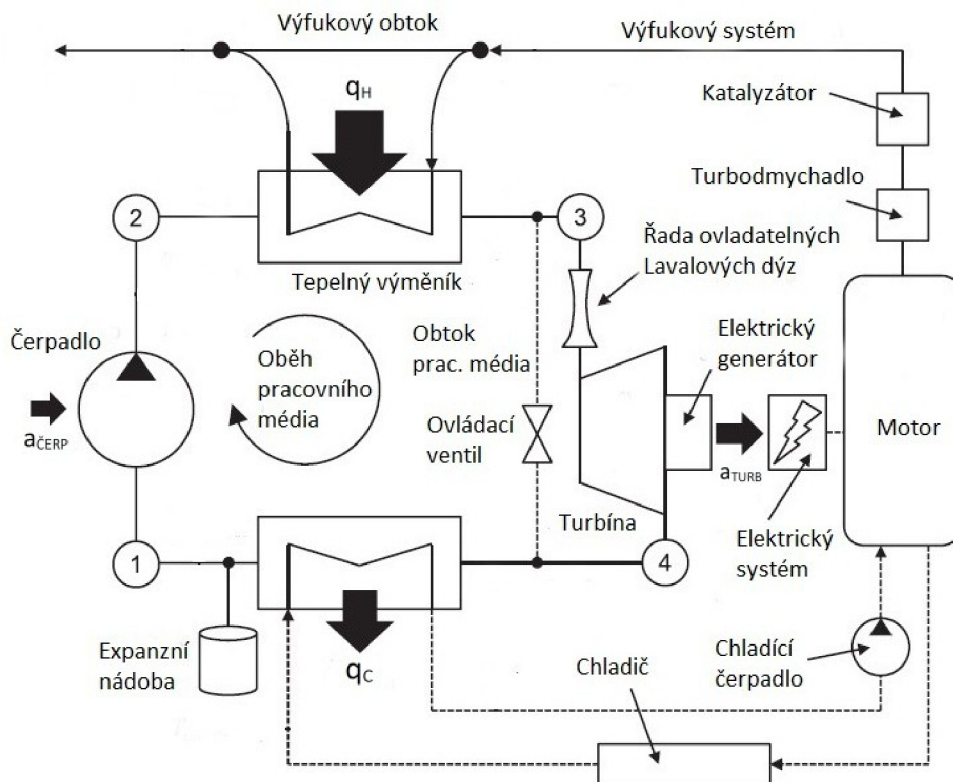 Výfukový obtok
Výfukový systém
qH
Katalyzátor
Turbodmychadlo
2
3
Tepelný výměník
Řada ovladatelných
Lavalových dýz
Čerpadlo
aČERP
Oběh
pracovního
média
Obtok
prac. média
Ovládací
ventil
Elektrický
generátor
Motor
aTURB
Turbína
Elektrický
systém
1
4
Expanzní
nádoba
qC
Chladič
Chladící
čerpadlo